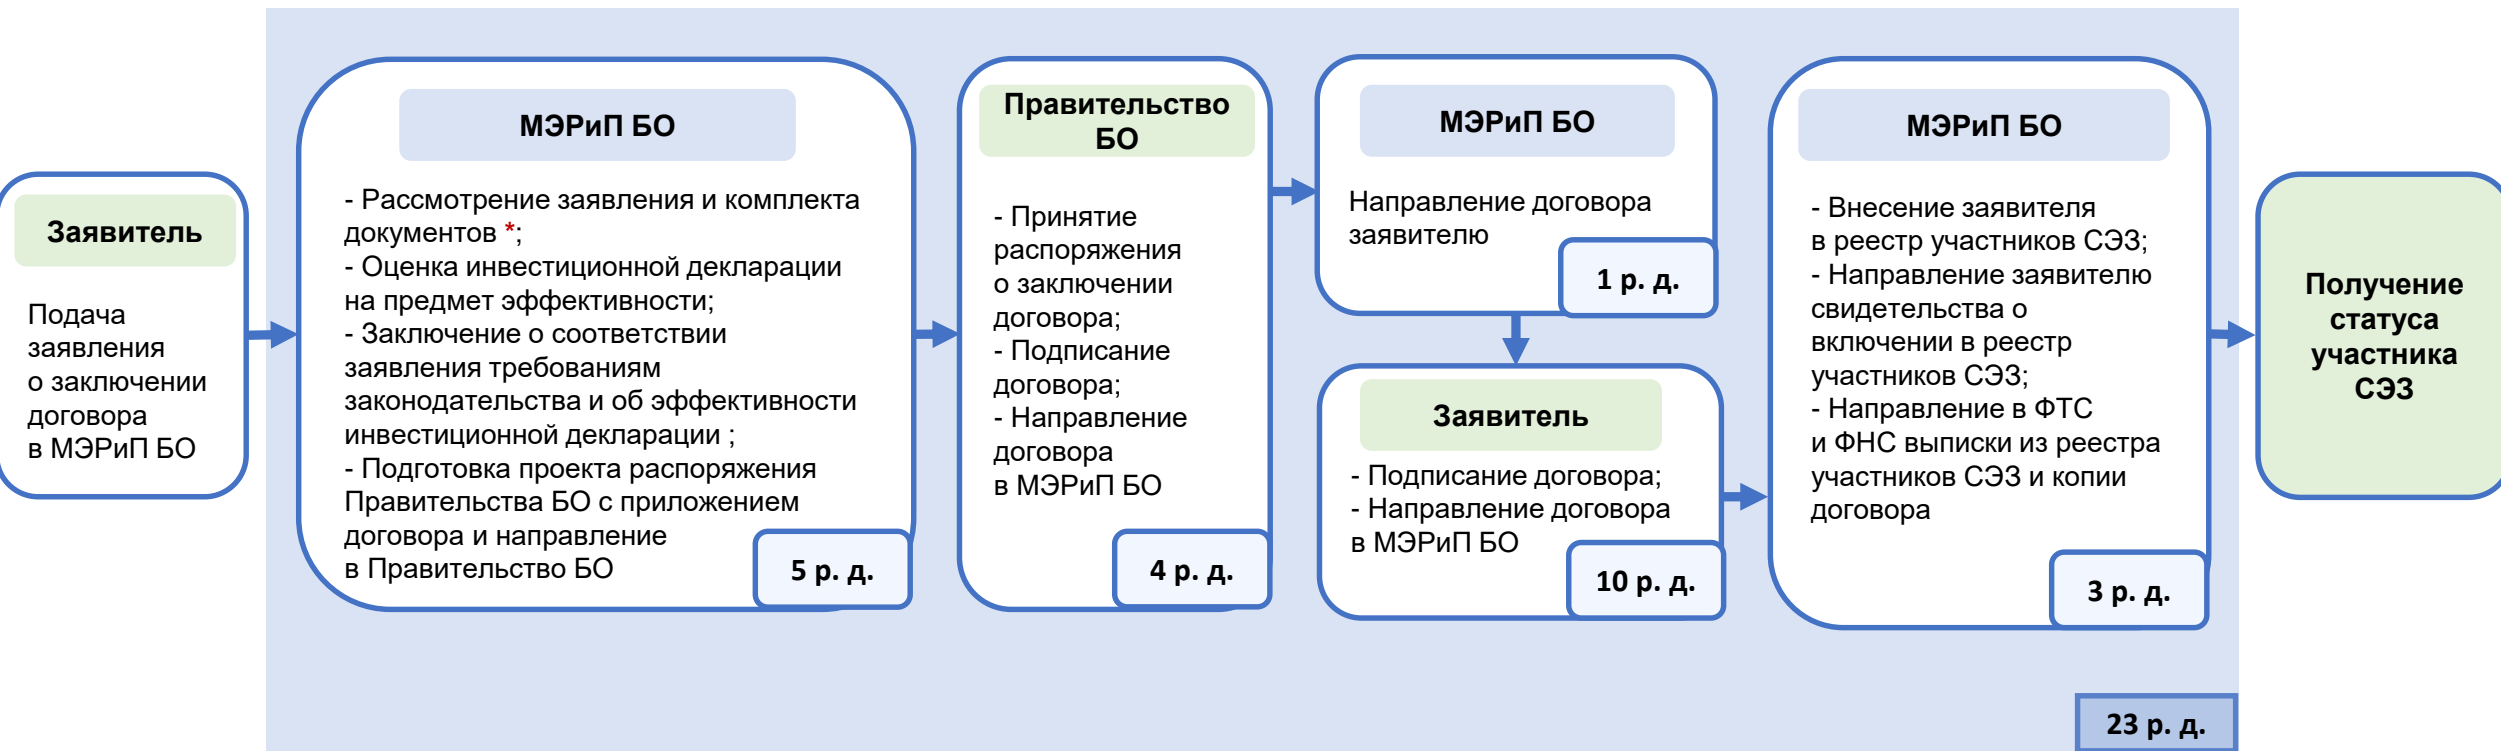 Заявитель
Подача
заявления
о заключении
договора
в МЭРиП БО
МЭРиП БО
- Рассмотрение заявления и комплекта
документов *;
- Оценка инвестиционной декларации
на предмет эффективности;
- Заключение о соответствии
заявления требованиям
законодательства и об эффективности
инвестиционной декларации ;
- Подготовка проекта распоряжения
Правительства БО с приложением
договора и направление
в Правительство БО
5 р. д.
Правительство
БО
- Принятие
распоряжения
о заключении
договора;
- Подписание
договора;
- Направление
договора
в МЭРиП БО
4 р. д.
МЭРиП БО
Направление договора
заявителю
1 р. д.
Заявитель
- Подписание договора;
- Направление договора
в МЭРиП БО
10 р. д.
МЭРиП БО
- Внесение заявителя
в реестр участников СЭЗ;
- Направление заявителю
свидетельства о
включении в реестр
участников СЭЗ;
- Направление в ФТС
и ФНС выписки из реестра
участников СЭЗ и копии
договора
3 р. д.
Получение
статуса
участника
СЭЗ
23 р. д.